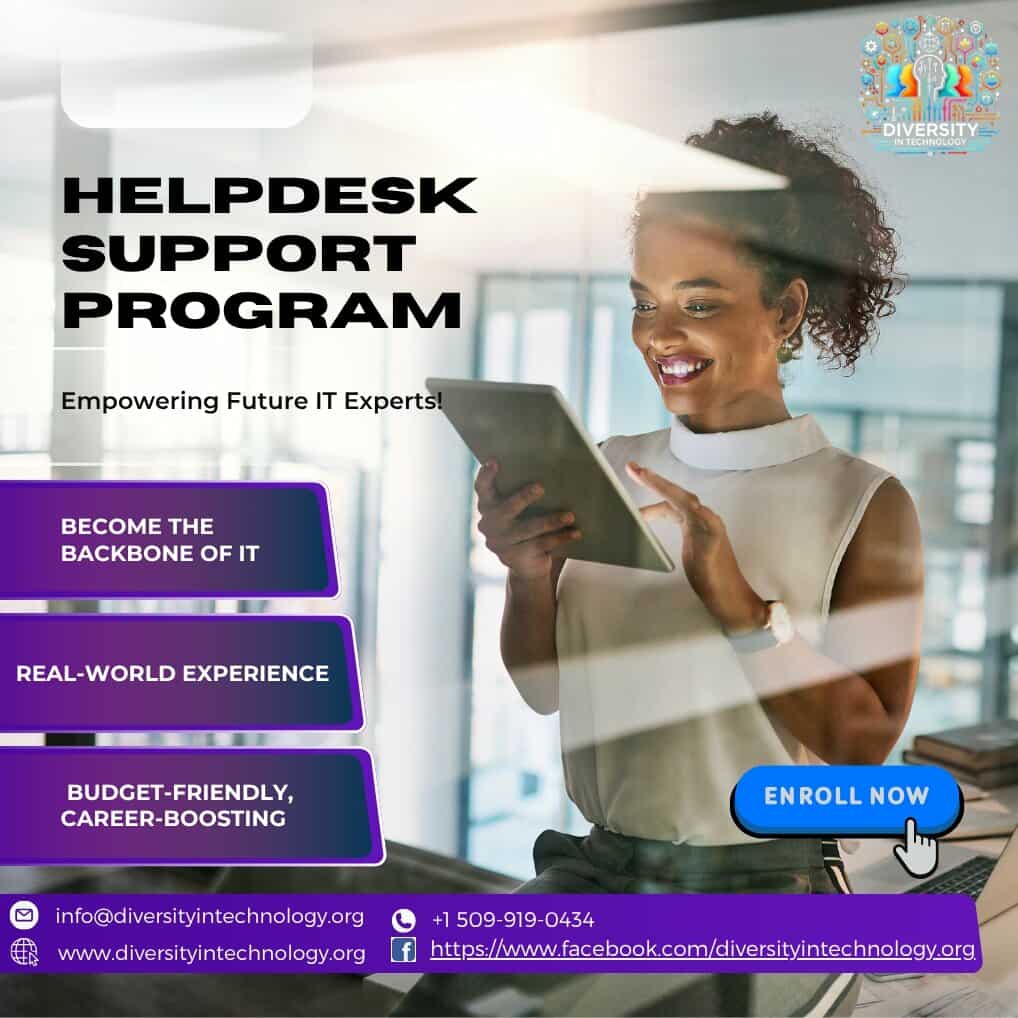 DIVERSITY
IN TECHNOLOGY
HELPDESK
SUPPORT
PROGRAM
Empowering Future IT Experts!
BECOME THE
BACKBONE OF IT
REAL-WORLD EXPERIENCE
BUDGET-FRIENDLY,
CAREER-BOOSTING
ENROLL NOW
info@diversityintechnology.org
+1 509-919-0434
www.diversityintechnology.org
https://www.facebook.com/diversityintechnology.org